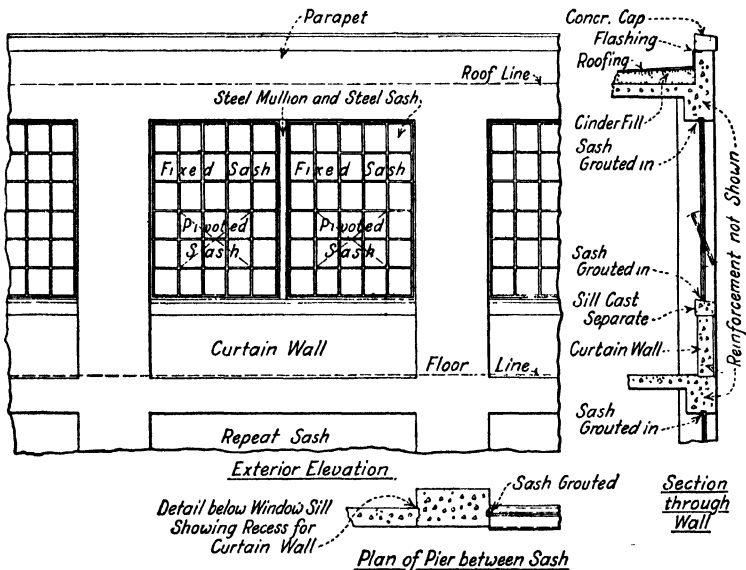 Parapet
Roof Line
Steel Mullion and Steel Sash
Fixed Sash
Fixed Sash
Pivoted
Sash
Pivoted
Sash
Curtain Wall
Floor Line
Repeat Sash
Exterior Elevation
Concr. Cap
Flashing
Roofing
Cinder Fill
Sash
Grouted in
Sash
Grouted in
Sill Cast
Separate
Curtain Wall
Sash
Grouted in
Reinforcement not Shown
Section
through
Wall
Detail below Window Sill
Showing Recess for
Curtain Wall
Sash Grouted
Plan of Pier between Sash